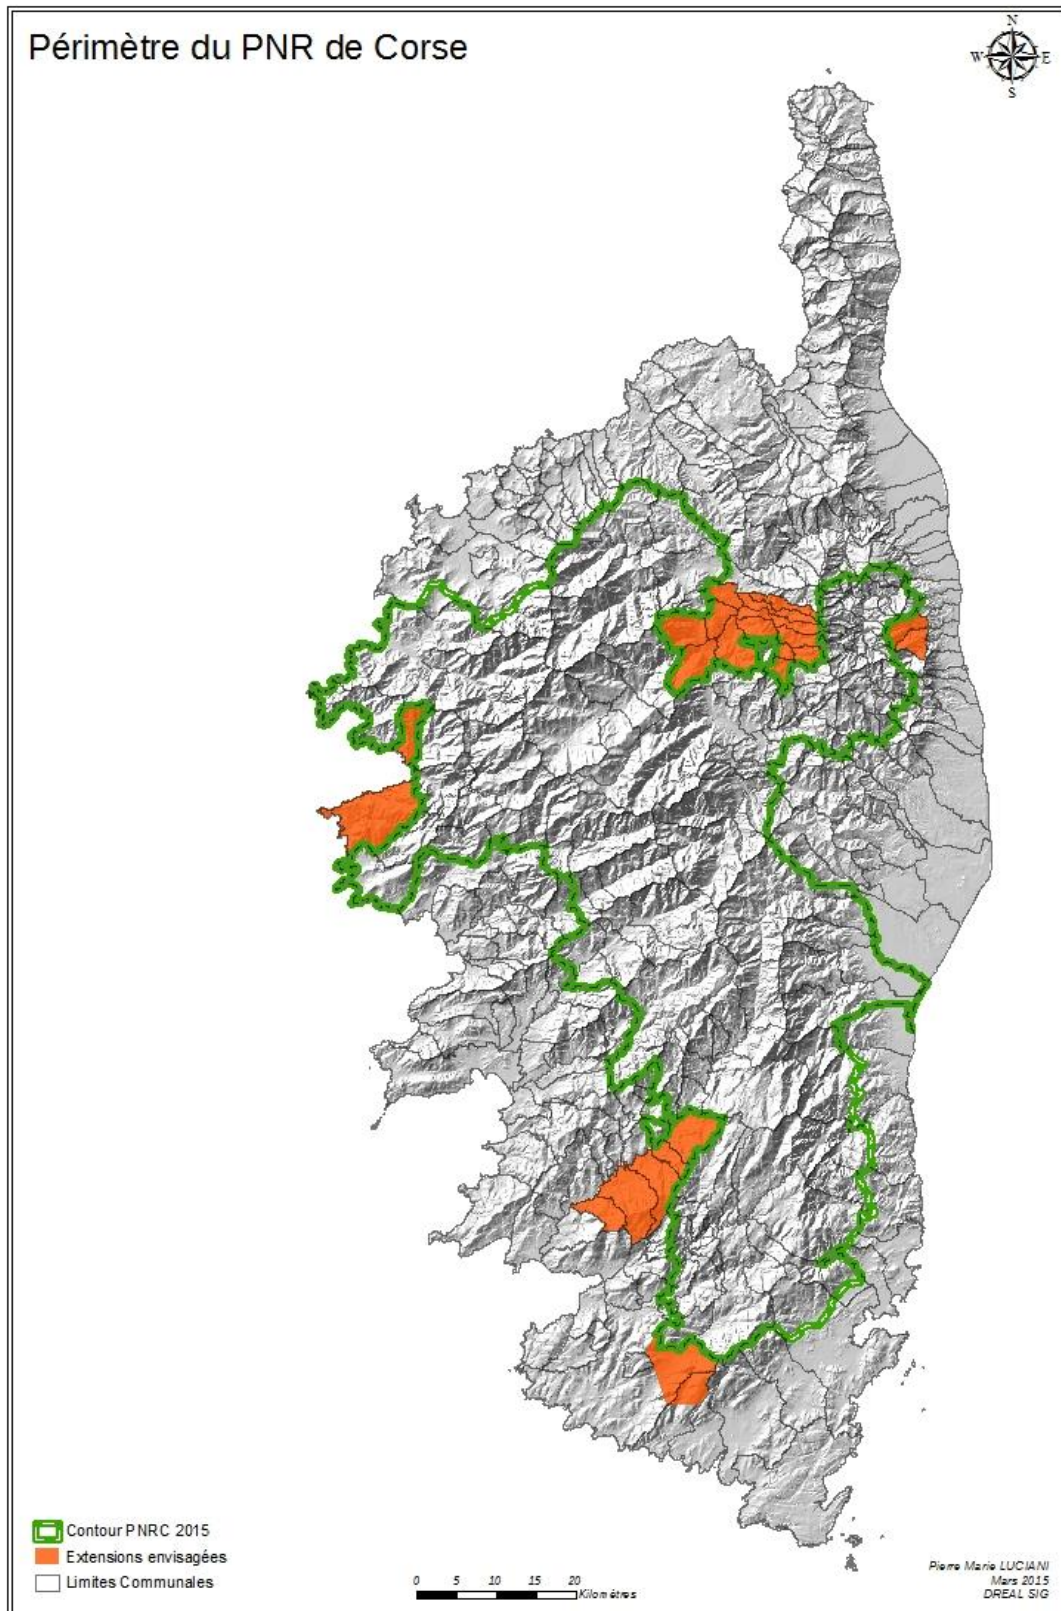 Périmètre du PNR de Corse
N
W E
S
Contour PNRC 2015
Extensions envisagées
Limites Communales
0 5 10 15 20
Kilomètres
Pierre Marie LUCIANI
Mars 2015
DREAL SIG